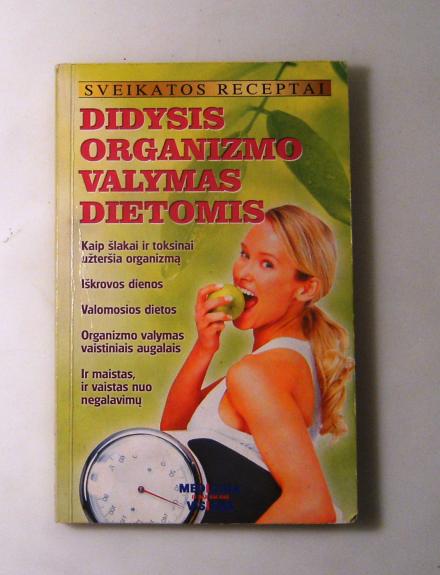 SVEIKATOS RECEPTAI
DIDYSIS
ORGANIZMO
VALYMAS
DIETOMIS
Kaip šlakai ir toksinai
užteršia organizmą
Iškrovos dienos
Valomosios dietos
Organizmo valymas
vaistiniais augalais
Ir maistas,
ir vaistas nuo
negalavimų